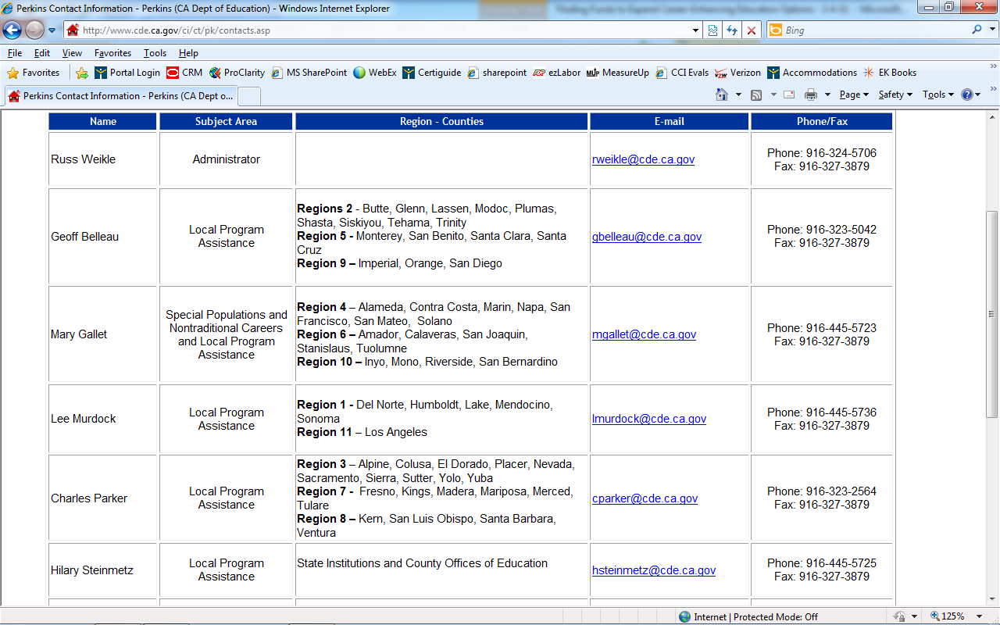 Perkins Contact Information - Perkins (CA Dept of Education) - Windows Internet Explorer
http://www.cde.ca.gov/ci/ct/pk/contacts.asp
Bing
File Edit View Favorites Tools Help
Favorites Portal Login CRM ProClarity MS SharePoint WebEx Certiguide sharepoint ezLabor MeasureUp CCI Evals Verizon Accommodations EK Books
Perkins Contact Information - Perkins (CA Dept o... Page Safety Tools
Name Subject Area Region - Counties E-mail Phone/Fax
Russ Weikle
Administrator
rweikle@cde.ca.gov
Phone: 916-324-5706
Fax: 916-327-3879
Geoff Belleau
Local Program
Assistance
Regions 2 - Butte, Glenn, Lassen, Modoc, Plumas,
Shasta, Siskiyou, Tehama, Trinity
Region 5 - Monterey, San Benito, Santa Clara, Santa
Cruz
Region 9 – Imperial, Orange, San Diego
gbelleau@cde.ca.gov
Phone: 916-323-5042
Fax: 916-327-3879
Mary Gallet
Special Populations and
Nontraditional Careers
and Local Program
Assistance
Region 4 – Alameda, Contra Costa, Marin, Napa, San
Francisco, San Mateo, Solano
Region 6 – Amador, Calaveras, San Joaquin,
Stanislaus, Tuolumne
Region 10 – Inyo, Mono, Riverside, San Bernardino
mgallet@cde.ca.gov
Phone: 916-445-5723
Fax: 916-327-3879
Lee Murdock
Local Program
Assistance
Region 1 - Del Norte, Humboldt, Lake, Mendocino,
Sonoma
Region 11 – Los Angeles
lmurdock@cde.ca.gov
Phone: 916-445-5736
Fax: 916-327-3879
Charles Parker
Local Program
Assistance
Region 3 – Alpine, Colusa, El Dorado, Placer, Nevada,
Sacramento, Sierra, Sutter, Yolo, Yuba
Region 7 - Fresno, Kings, Madera, Mariposa, Merced,
Tulare
Region 8 – Kern, San Luis Obispo, Santa Barbara,
Ventura
cparker@cde.ca.gov
Phone: 916-323-2564
Fax: 916-327-3879
Hilary Steinmetz
Local Program
Assistance
State Institutions and County Offices of Education
hsteinmetz@cde.ca.gov
Phone: 916-445-5725
Fax: 916-327-3879
Internet | Protected Mode: Off 125%